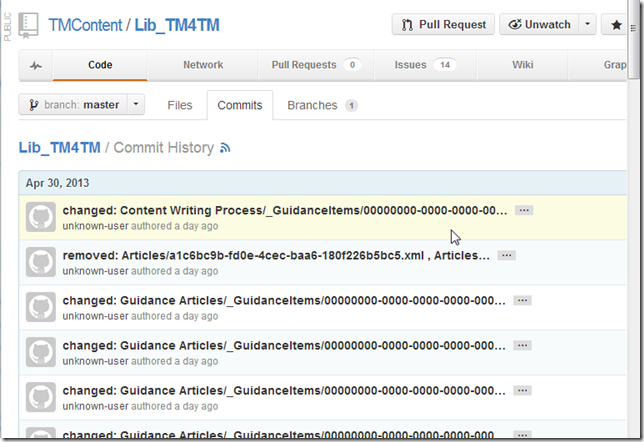 PUBLIC
TMContent / Lib_TM4TM
Pull Request
Unwatch
Code
Network
Pull Requests 0
Issues 14
Wiki
Grap
branch: master
Files
Commits
Branches 1
Lib_TM4TM / Commit History
Apr 30, 2013
changed: Content Writing Process/_GuidanceItems/00000000-0000-0000-00...
unknown-user authored a day ago
removed: Articles/a1c6bc9b-fd0e-4cec-baa6-180f226b5bc5.xml , Articles...
unknown-user authored a day ago
changed: Guidance Articles/_GuidanceItems/00000000-0000-0000-0000-000...
unknown-user authored a day ago
changed: Guidance Articles/_GuidanceItems/00000000-0000-0000-0000-000...
unknown-user authored a day ago
changed: Guidance Articles/_GuidanceItems/00000000-0000-0000-0000-000...
unknown-user authored a day ago
changed: Guidance Articles/_GuidanceItems/00000000-0000-0000-0000-000...